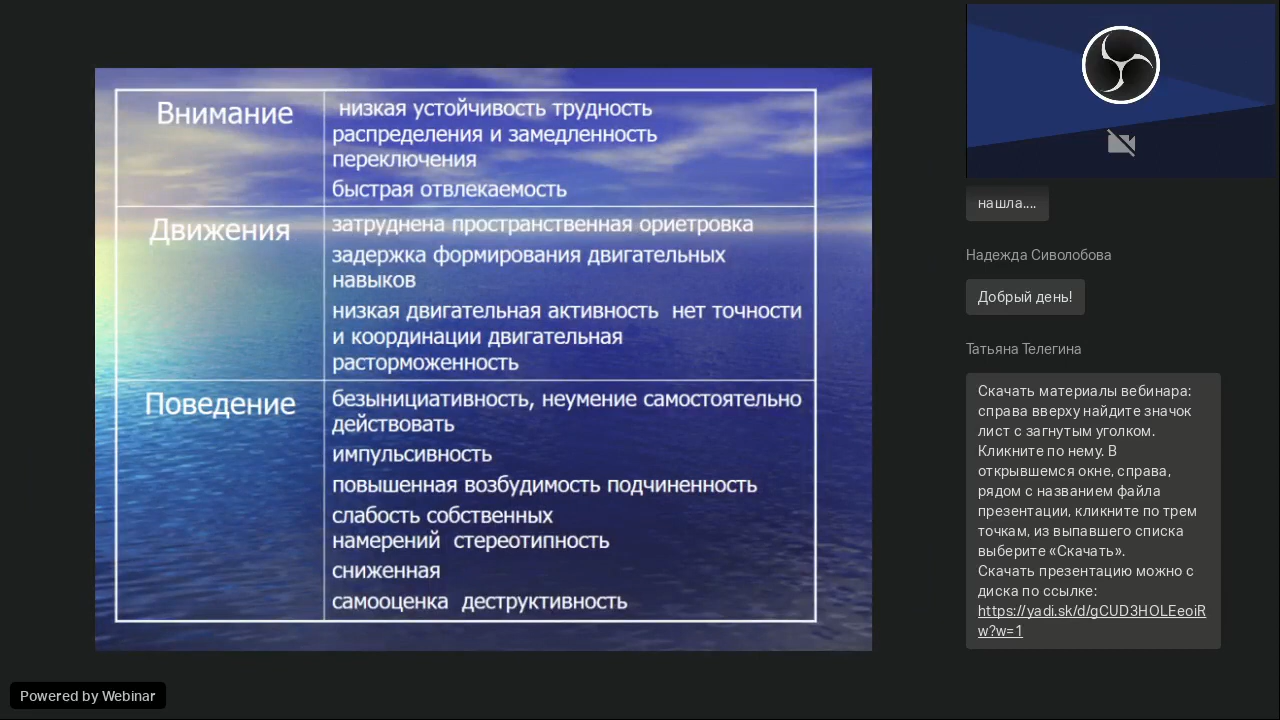 Внимание
низкая устойчивость трудность
распределения и замедленность
переключения
быстрая отвлекаемость
Движения
затруднена пространственная ориетровка
задержка формирования двигательных
навыков
низкая двигательная активность нет точности
и координации двигательная
расторможенность
Поведение
безынициативность, неумение самостоятельно
действовать
импульсивность
повышенная возбудимость подчиненность
слабость собственных
намерений стереотипность
сниженная
самооценка деструктивность
нашла....
Надежда Сиволобова
Добрый день!
Татьяна Телегина
Скачать материалы вебинара:
справа вверху найдите значок
лист с загнутым уголком.
Кликните по нему. В
открывшемся окне, справа,
рядом с названием файла
презентации, кликните по трем
точкам, из выпавшего списка
выберите «Скачать».
Скачать презентацию можно с
диска по ссылке:
https://yadi.sk/d/gCUD3HOLEeoiR
w?w=1
Powered by Webinar